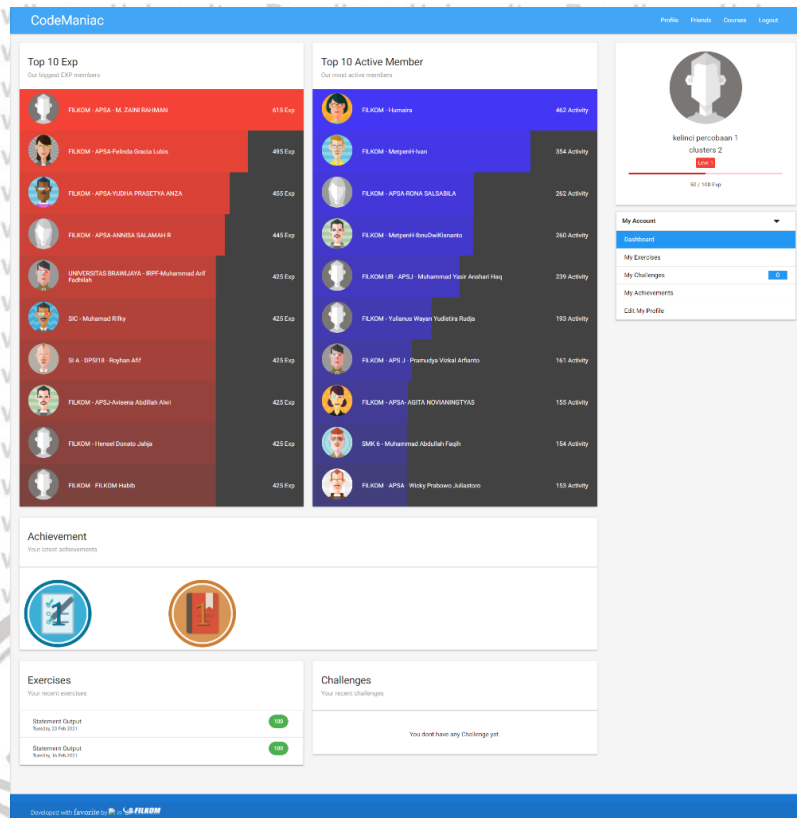 CodeManiac
Profile Friends Courses Logout
Top 10 Exp
Our biggest EXP members
FILKOM - APSA - M. ZAINI RAHMAN 615 Exp
FILKOM - APSA-Felinda Gracia Lubis 495 Exp
FILKOM - APSA-YUDHA PRASETYA ANZA 455 Exp
FILKOM - APSA-ANNISA SALAMAH R 445 Exp
UNIVERSITAS BRAWIJAYA - IRPF-Muhammad Arif Fadhilah 425 Exp
SIC - Muhamad Rifky 425 Exp
SI A - DPSI18 - Royhan Afif 425 Exp
FILKOM - APSJ-Avisena Abdillah Alwi 425 Exp
FILKOM - Henoel Donato Jahja 425 Exp
FILKOM - FILKOM Habib 425 Exp
Top 10 Active Member
Our most active members
FILKOM - Humaira 462 Activity
FILKOM - MetpenH-Ivan 354 Activity
FILKOM - APSA-RONA SALSABILA 262 Activity
FILKOM - MetpenH-IbnuDwiKisnanto 260 Activity
FILKOM UB - APSJ - Muhammad Yasir Anshari Haq 239 Activity
FILKOM - Yulianus Wayan Yudistira Rudja 193 Activity
FILKOM - APS J - Pramudya Vizkal Arfianto 161 Activity
FILKOM - APSA- AGITA NOVIANINGTYAS 155 Activity
SMK 6 - Muhammad Abdullah Faqih 154 Activity
FILKOM - APSA - Wicky Prabowo Juliastoro 153 Activity
kelinci percobaan 1
clusters 2
Level 1
50 / 100 Exp
My Account
Dashboard
My Exercises
My Challenges 0
My Achievements
Edit My Profile
Achievement
Your latest achievements
1
1
Exercises
Your recent exercises
Statement Output 100
Tuesday, 23 Feb 2021
Statement Output 100
Tuesday, 16 Feb 2021
Challenges
Your recent challenges
You dont have any Challenge yet.
Developed with favorite by in FILKOM